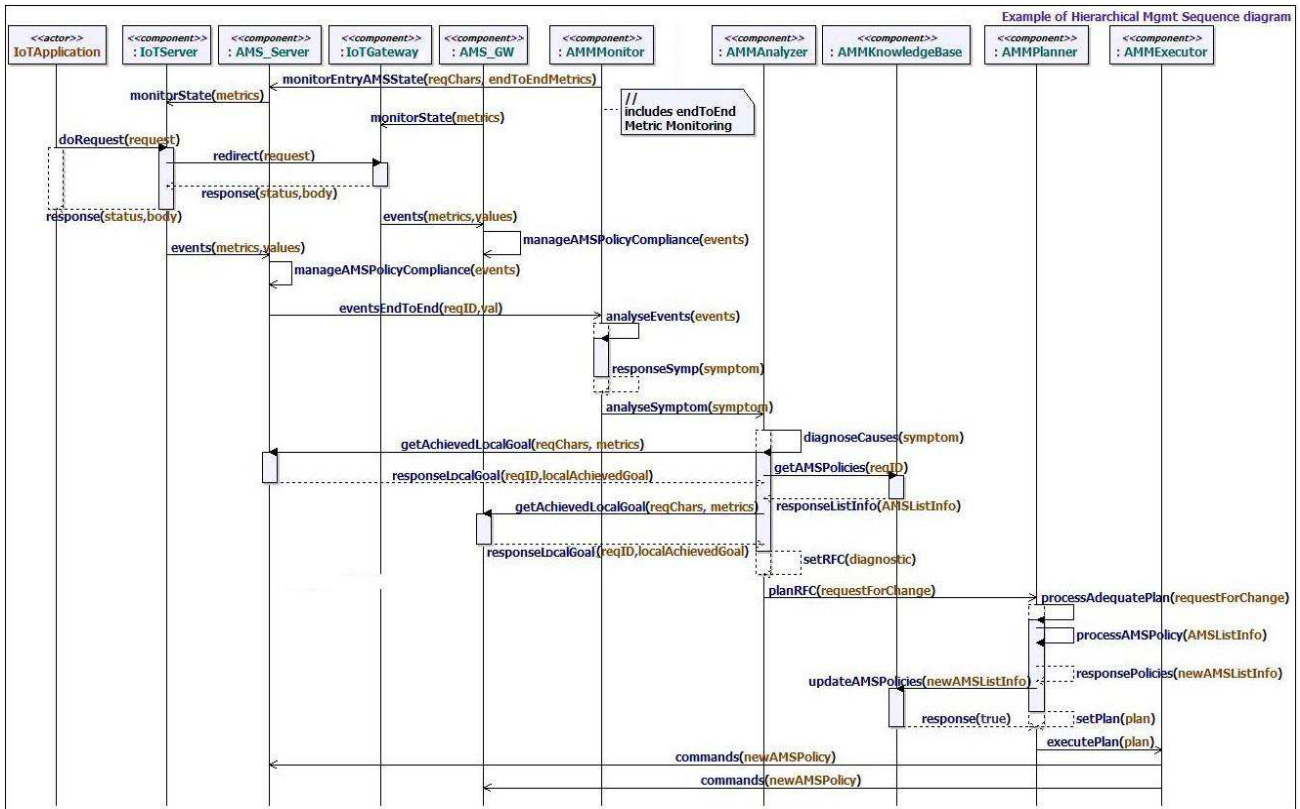 Example of Hierarchical Mgmt Sequence diagram
<<actor>>
IoTApplication
<<component>>
: IoTServer
<<component>>
: AMS_Server
<<component>>
: IoTGateway
<<component>>
: AMS_GW
<<component>>
: AMMMonitor
<<component>>
: AMMAnalyzer
<<component>>
: AMMKnowledgeBase
<<component>>
: AMMPlanner
<<component>>
: AMMExecutor
monitorEntryAMSState(reqChars, endToEndMetrics)
monitorState(metrics)
//
includes endToEnd
Metric Monitoring
monitorState(metrics)
doRequest(request)
redirect(request)
response(status,body)
response(status,body)
events(metrics,values)
manageAMSPolicyCompliance(events)
events(metrics,values)
manageAMSPolicyCompliance(events)
eventsEndToEnd(reqID,val)
analyseEvents(events)
responseSymp(symptom)
analyseSymptom(symptom)
diagnoseCauses(symptom)
getAchievedLocalGoal(reqChars, metrics)
getAMSPolicies(reqID)
responseLocalGoal(reqID,localAchievedGoal)
getAchievedLocalGoal(reqChars, metrics)
responseListInfo(AMSListInfo)
responseLocalGoal(reqID,localAchievedGoal)
setRFC(diagnostic)
planRFC(requestForChange)
processAdequatePlan(requestForChange)
processAMSPolicy(AMSListInfo)
responsePolicies(newAMSListInfo)
updateAMSPolicies(newAMSListInfo)
response(true)
setPlan(plan)
executePlan(plan)
commands(newAMSPolicy)
commands(newAMSPolicy)